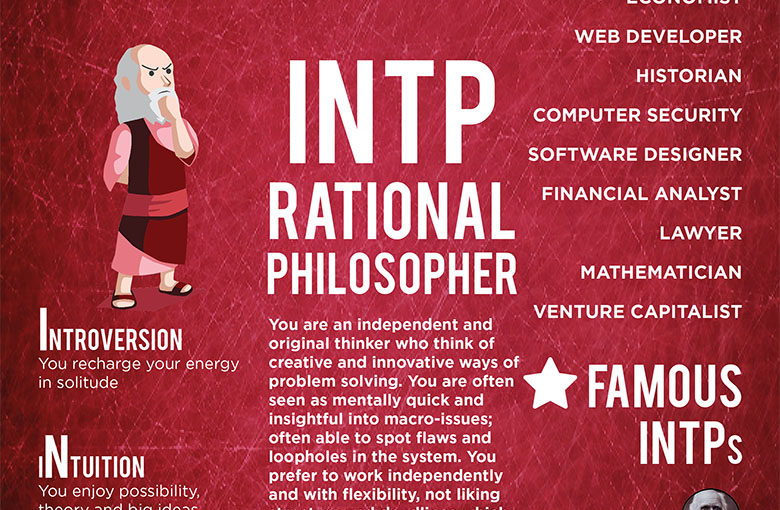 INTP
RATIONAL
PHILOSOPHER
INTROVERSION
You recharge your energy
in solitude
INTUITION
You enjoy possibility,
theory and big ideas
You are an independent and
original thinker who think of
creative and innovative ways of
problem solving. You are often
seen as mentally quick and
insightful into macro-issues;
often able to spot flaws and
loopholes in the system. You
prefer to work independently
and with flexibility, not liking
ECONOMIST
WEB DEVELOPER
HISTORIAN
COMPUTER SECURITY
SOFTWARE DESIGNER
FINANCIAL ANALYST
LAWYER
MATHEMATICIAN
VENTURE CAPITALIST
FAMOUS
INTPs